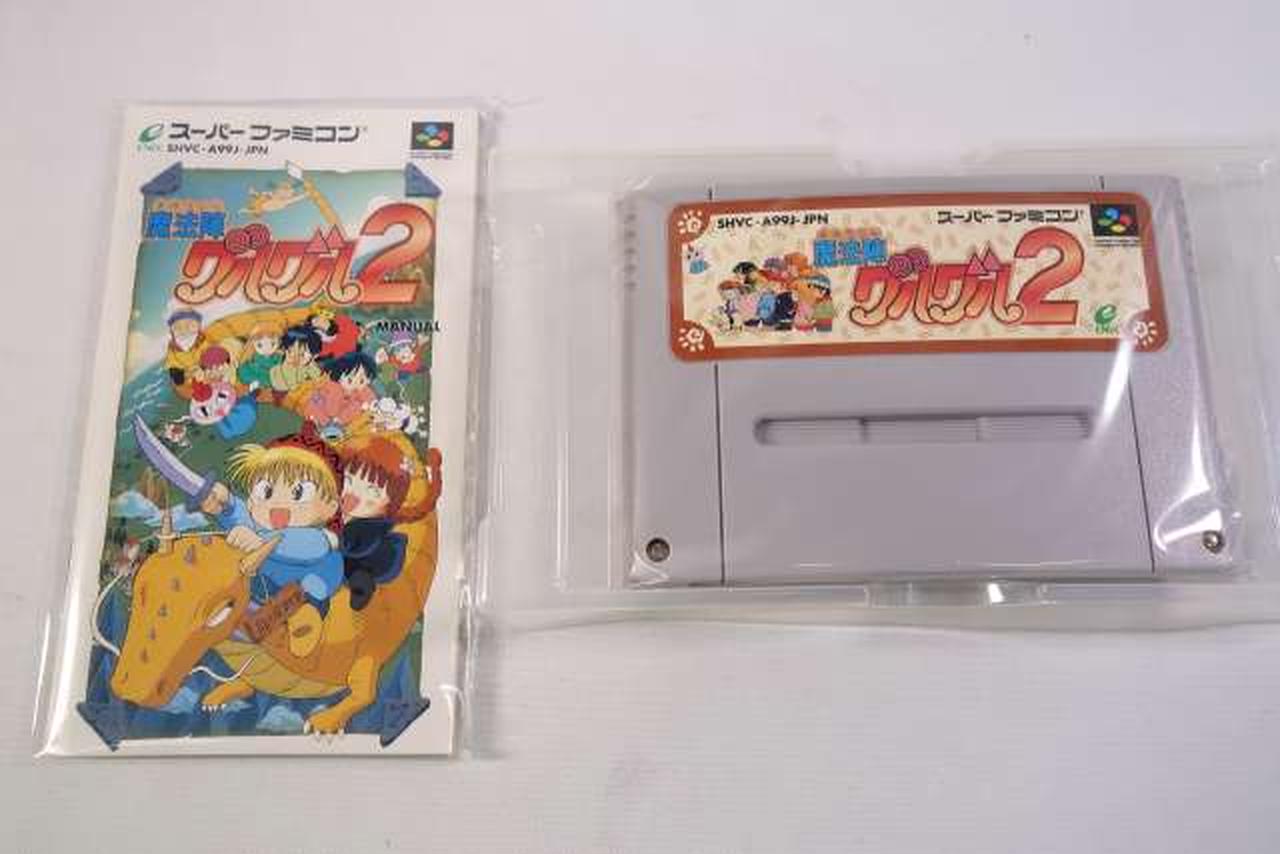 スーパーファミコン
ENIX SHVC-A99J-JPN
魔法陣
グルグル2
MANUAL
SHVC-A99J-JPN
スーパーファミコン
魔法陣
グルグル2
ENIX